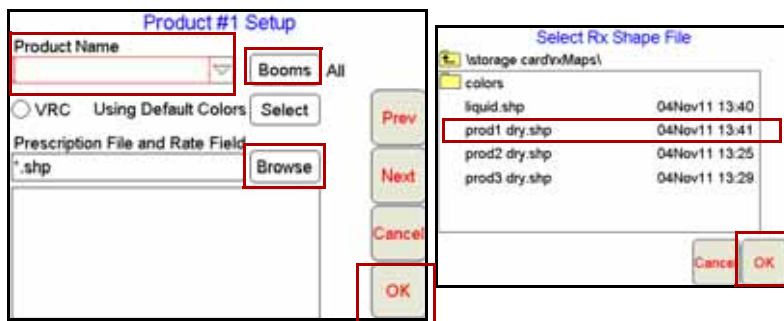 Product #1 Setup
Product Name
Booms All
VRC Using Default Colors Select
Prescription File and Rate Field
*.shp Browse
Prev
Next
Cancel
OK
Select Rx Shape File
\storage card\rxMaps\
colors
liquid.shp 04Nov11 13:40
prod1 dry.shp 04Nov11 13:41
prod2 dry.shp 04Nov11 13:25
prod3 dry.shp 04Nov11 13:29
Cancel OK